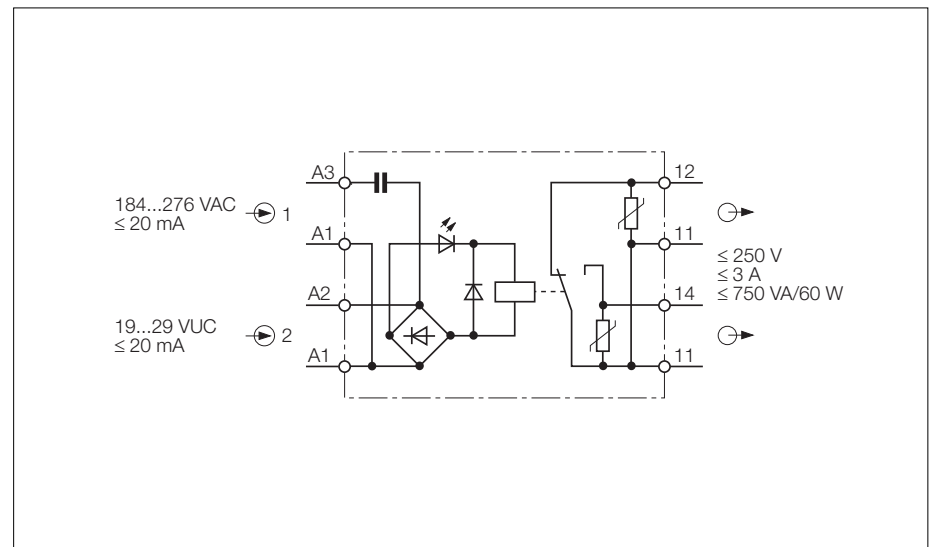 A3
184...276 VAC
≤ 20 mA
1
A1
A2
19...29 VUC
≤ 20 mA
2
A1
12
11
≤ 250 V
≤ 3 A
≤ 750 VA/60 W
14
11